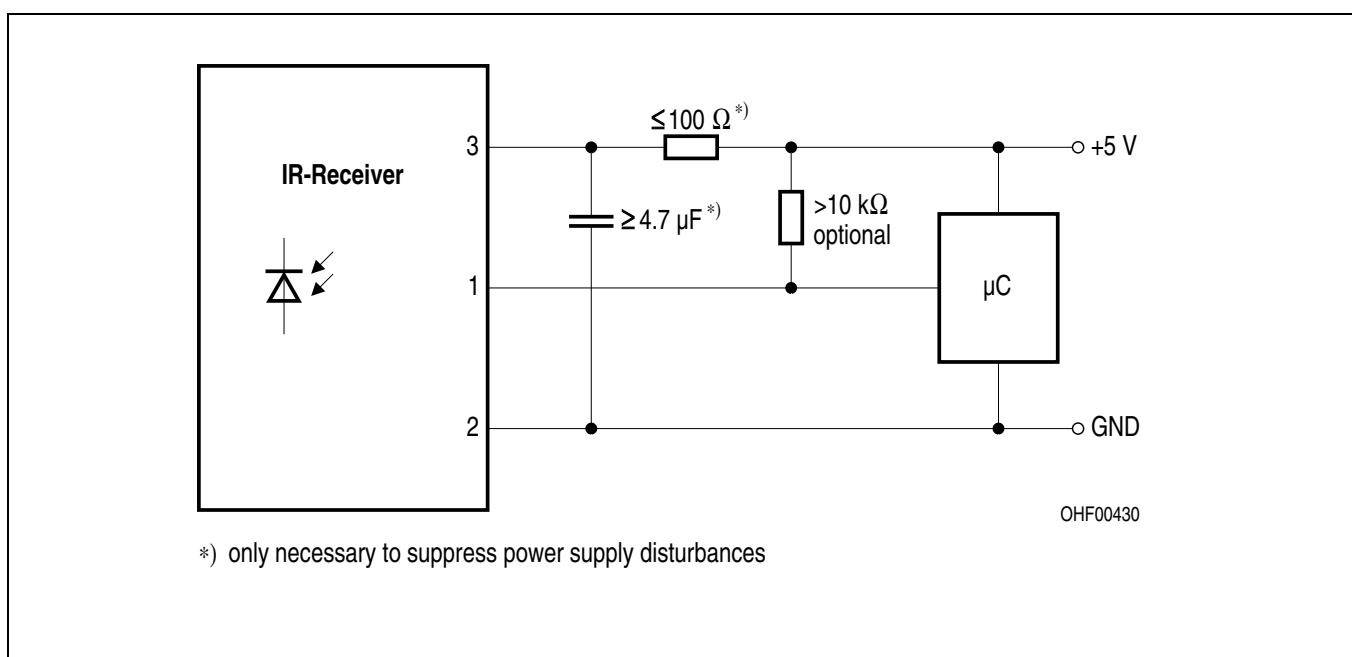 ≤100 Ω*)
3
+5 V
IR-Receiver
≥4.7 µF*)
>10 kΩ
optional
1
µC
2
GND
OHF00430
*) only necessary to suppress power supply disturbances